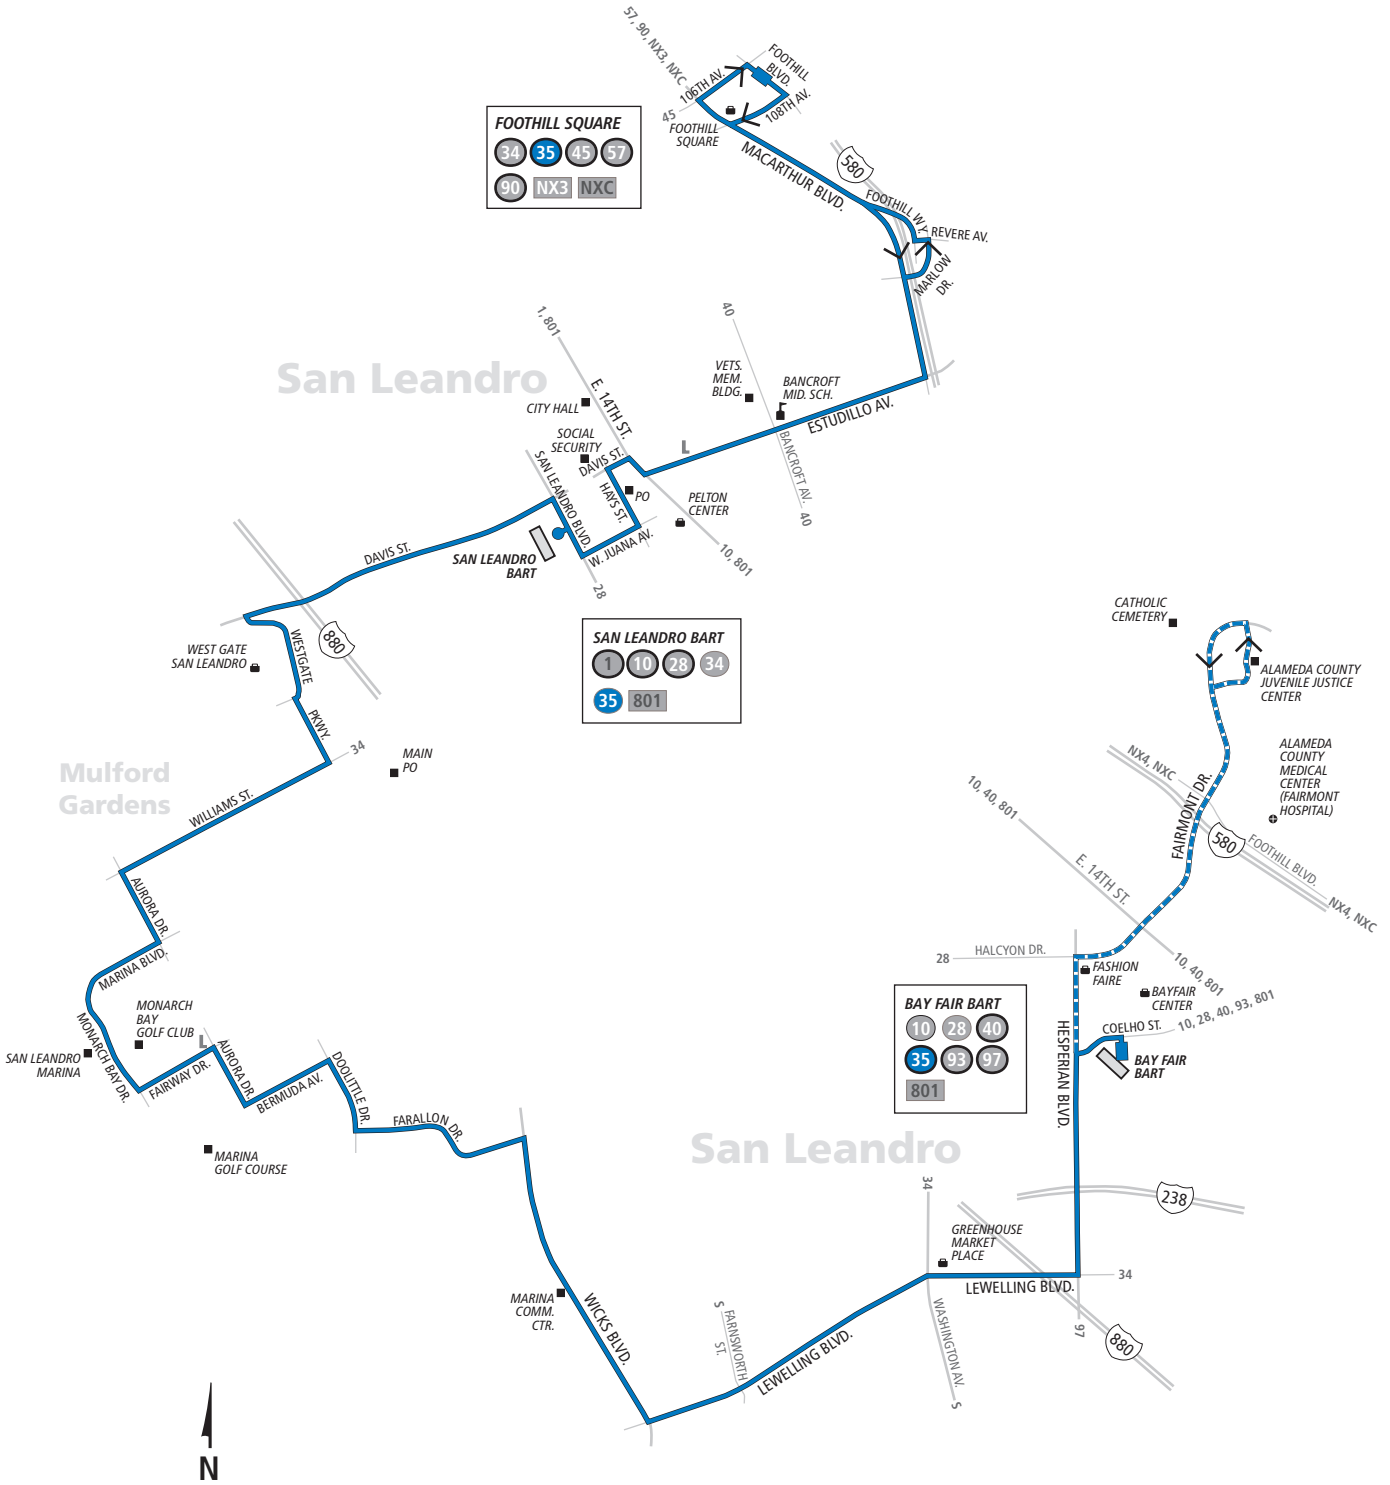 57, 90, NX3, NXC
FOOTHILL
BLVD.
106TH AV.
108TH AV.
45
FOOTHILL
SQUARE
FOOTHILL SQUARE
34 35 45 57
90 NX3 NXC
MACARTHUR BLVD.
580
FOOTHILL WY.
REVERE AV.
MARLOW
DR.
1, 801
40
San Leandro
E. 14TH ST.
VETS.
MEM.
BLDG.
BANCROFT
MID. SCH.
CITY HALL
ESTUDILLO AV.
SOCIAL
SECURITY
L
DAVIS ST.
BANCROFT AV.
40
SAN LEANDRO BLVD.
HAYS ST.
PO
PELTON
CENTER
DAVIS ST.
SAN LEANDRO
BART
W. JUANA AV.
10, 801
28
CATHOLIC
CEMETERY
880
WESTGATE
PKWY.
WEST GATE
SAN LEANDRO
SAN LEANDRO BART
1 10 28 34
35 801
ALAMEDA COUNTY
JUVENILE JUSTICE
CENTER
34
MAIN
PO
Mulford
Gardens
WILLIAMS ST.
NX4, NXC
ALAMEDA
COUNTY
MEDICAL
CENTER
(FAIRMONT
HOSPITAL)
10, 40, 801
FAIRMONT DR.
580
FOOTHILL BLVD.
E. 14TH ST.
NX4, NXC
AURORA DR.
MARINA BLVD.
28
HALCYON DR.
FASHION
FAIRE
10, 40, 801
BAYFAIR
CENTER
MONARCH
BAY
GOLF CLUB
BAY FAIR BART
10 28 40
35 93 97
801
HESPERIAN BLVD.
COELHO ST.
10, 28, 40, 93, 801
BAY FAIR
BART
SAN LEANDRO
MARINA
MONARCH BAY DR.
L
FAIRWAY DR.
AURORA DR.
BERMUDA AV.
DOOLITTLE DR.
FARALLON DR.
MARINA
GOLF COURSE
San Leandro
34
238
GREENHOUSE
MARKET
PLACE
34
LEWELLING BLVD.
MARINA
COMM.
CTR.
WICKS BLVD.
S
FARNSWORTH
ST.
WASHINGTON AV.
S
97
880
LEWELLING BLVD.
N